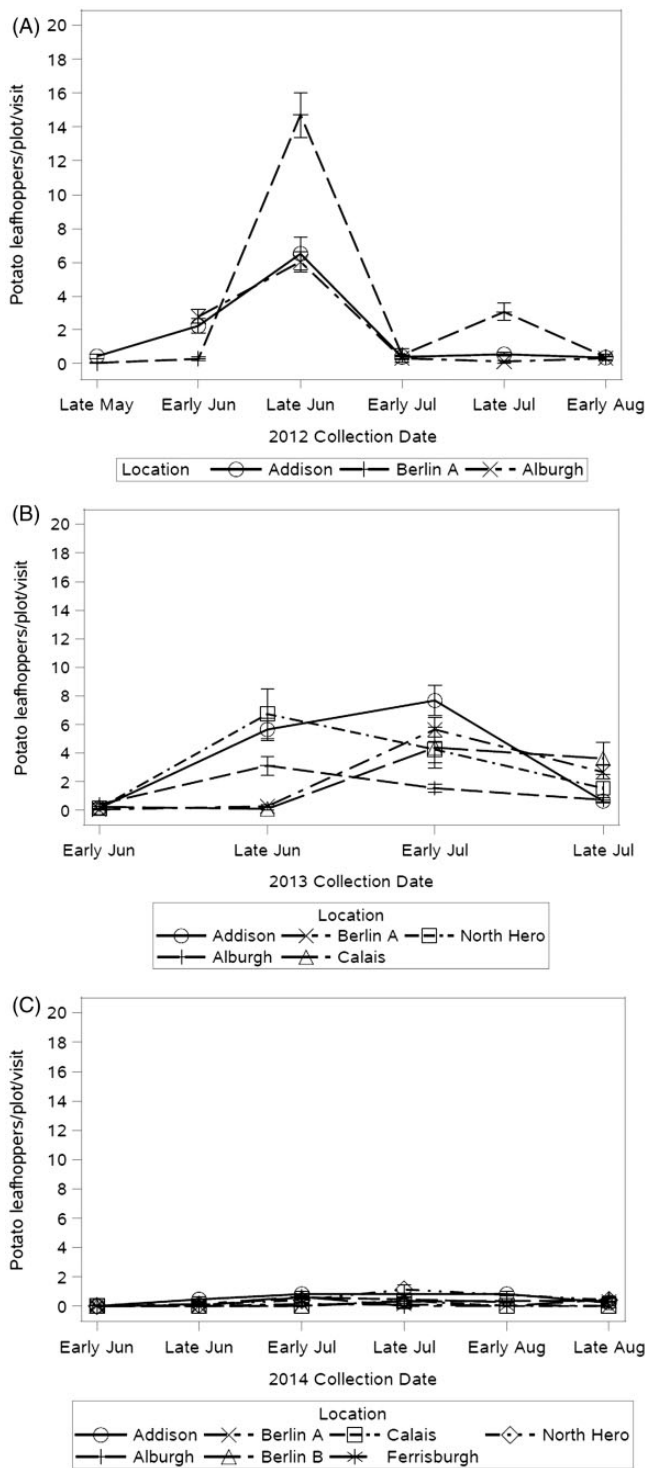 (A)
Potato leafhoppers/plot/visit
20
18
16
14
12
10
8
6
4
2
0
Late May Early Jun Late Jun Early Jul Late Jul Early Aug
2012 Collection Date
Location Addison Berlin A Alburgh
(B)
Potato leafhoppers/plot/visit
20
18
16
14
12
10
8
6
4
2
0
Early Jun Late Jun Early Jul Late Jul
2013 Collection Date
Location
Addison Berlin A North Hero
Alburgh Calais
(C)
Potato leafhoppers/plot/visit
20
18
16
14
12
10
8
6
4
2
0
Early Jun Late Jun Early Jul Late Jul Early Aug Late Aug
2014 Collection Date
Location
Addison Berlin A Calais North Hero
Alburgh Berlin B Ferrisburgh